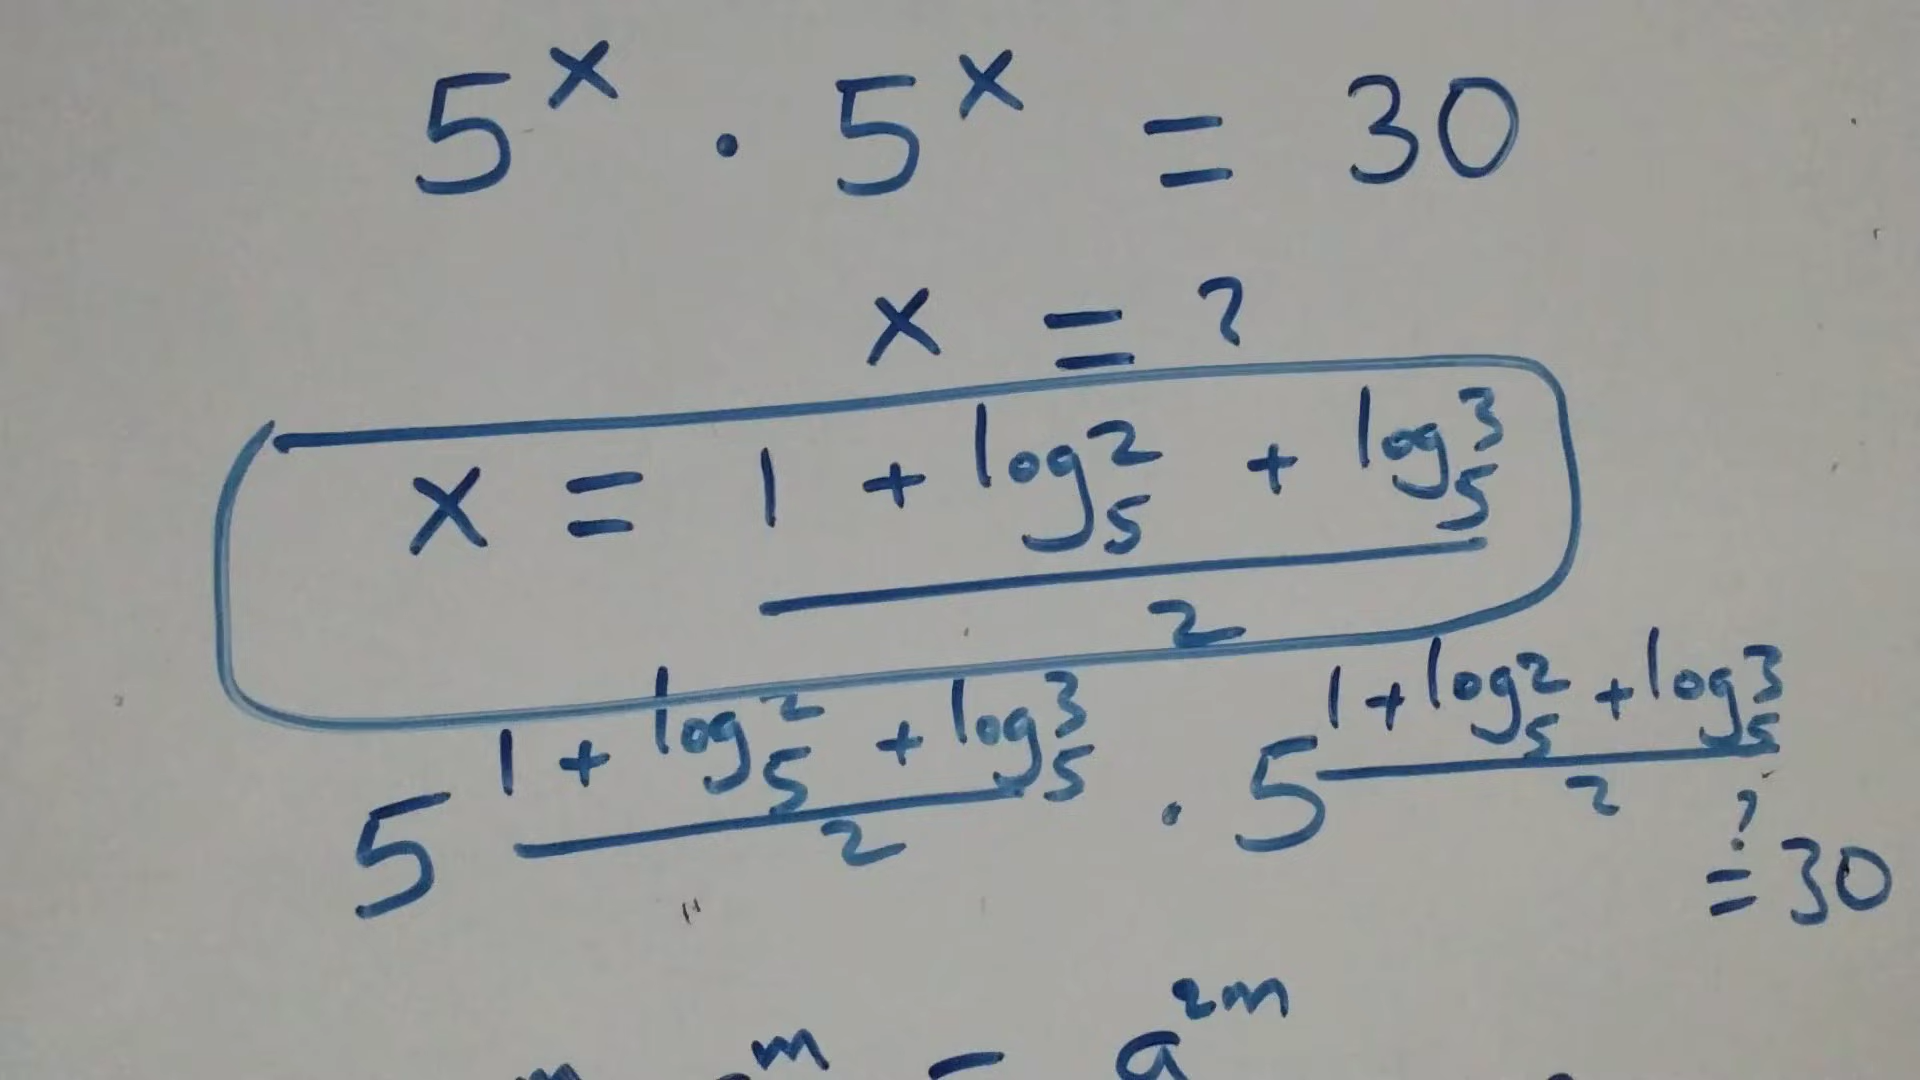 5^x · 5^x = 30
x = ?
x = (1 + log_5^2 + log_5^3) / 2
5^((1 + log_5^2 + log_5^3) / 2) · 5^((1 + log_5^2 + log_5^3) / 2) ?= 30
m = a^2m